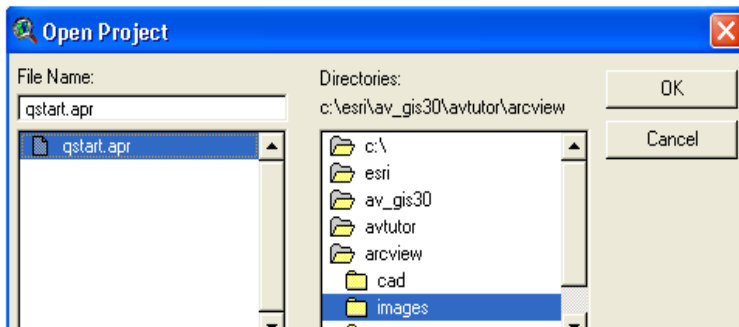 Open Project
File Name:
qstart.apr
qstart.apr
Directories:
c:\esri\av_gis30\avtutor\arcview
c:\
esri
av_gis30
avtutor
arcview
cad
images
OK
Cancel